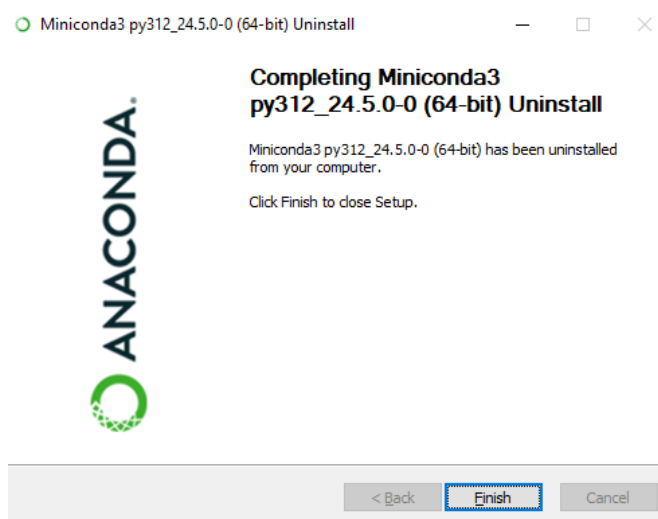 Miniconda3 py312_24.5.0-0 (64-bit) Uninstall
ANACONDA.
Completing Miniconda3
py312_24.5.0-0 (64-bit) Uninstall
Miniconda3 py312_24.5.0-0 (64-bit) has been uninstalled
from your computer.
Click Finish to close Setup.
< Back
Finish
Cancel